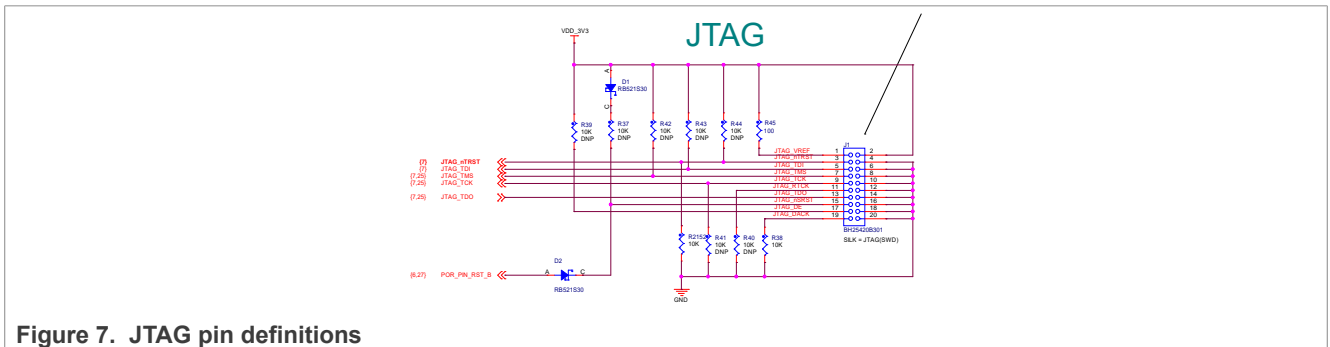 JTAG
VDD_3V3
A
D1
RB521S30
C
R39
10K
DNP
R37
10K
DNP
R42
10K
DNP
R43
10K
DNP
R44
10K
DNP
R45
100
J1
{7} JTAG_nTRST
{7} JTAG_TDI
{7,25} JTAG_TMS
{7,25} JTAG_TCK
{7,25} JTAG_TDO
JTAG_VREF 1 2
JTAG_nTRST 3 4
JTAG_TDI 5 6
JTAG_TMS 7 8
JTAG_TCK 9 10
JTAG_RTCK 11 12
JTAG_TDO 13 14
JTAG_nSRST 15 16
JTAG_DE 17 18
JTAG_DACK 19 20
BH25420B301
SILK = JTAG(SWD)
R2152
10K
R41
10K
DNP
R40
10K
DNP
R38
10K
D2
{6,27} POR_PIN_RST_B A C
RB521S30
GND
Figure 7. JTAG pin definitions